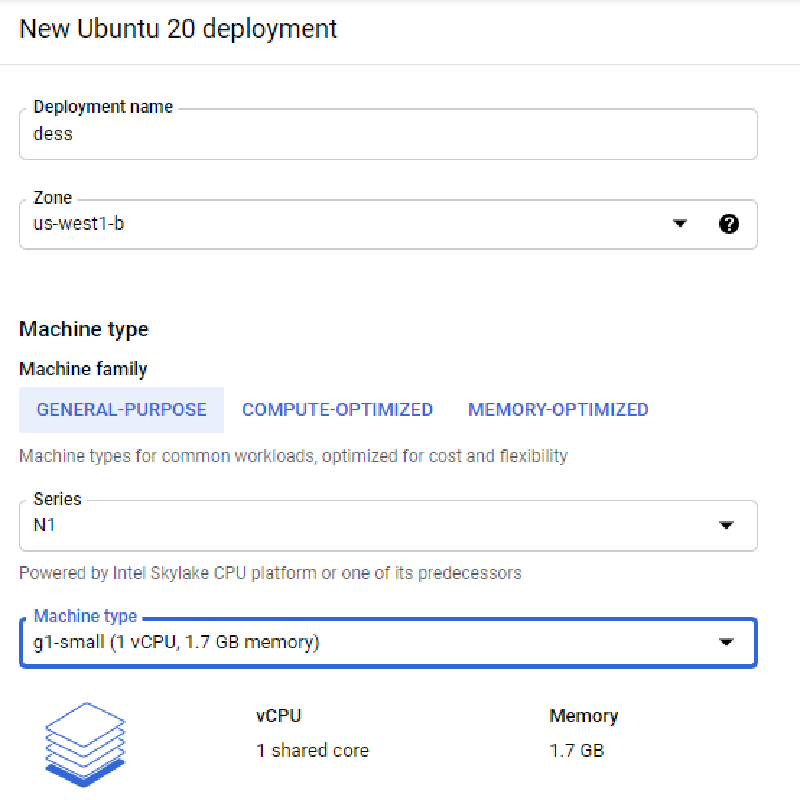 New Ubuntu 20 deployment
Deployment name
dess
Zone
us-west1-b
?
Machine type
Machine family
GENERAL-PURPOSE COMPUTE-OPTIMIZED MEMORY-OPTIMIZED
Machine types for common workloads, optimized for cost and flexibility
Series
N1
Powered by Intel Skylake CPU platform or one of its predecessors
Machine type
g1-small (1 vCPU, 1.7 GB memory)
vCPU Memory
1 shared core 1.7 GB